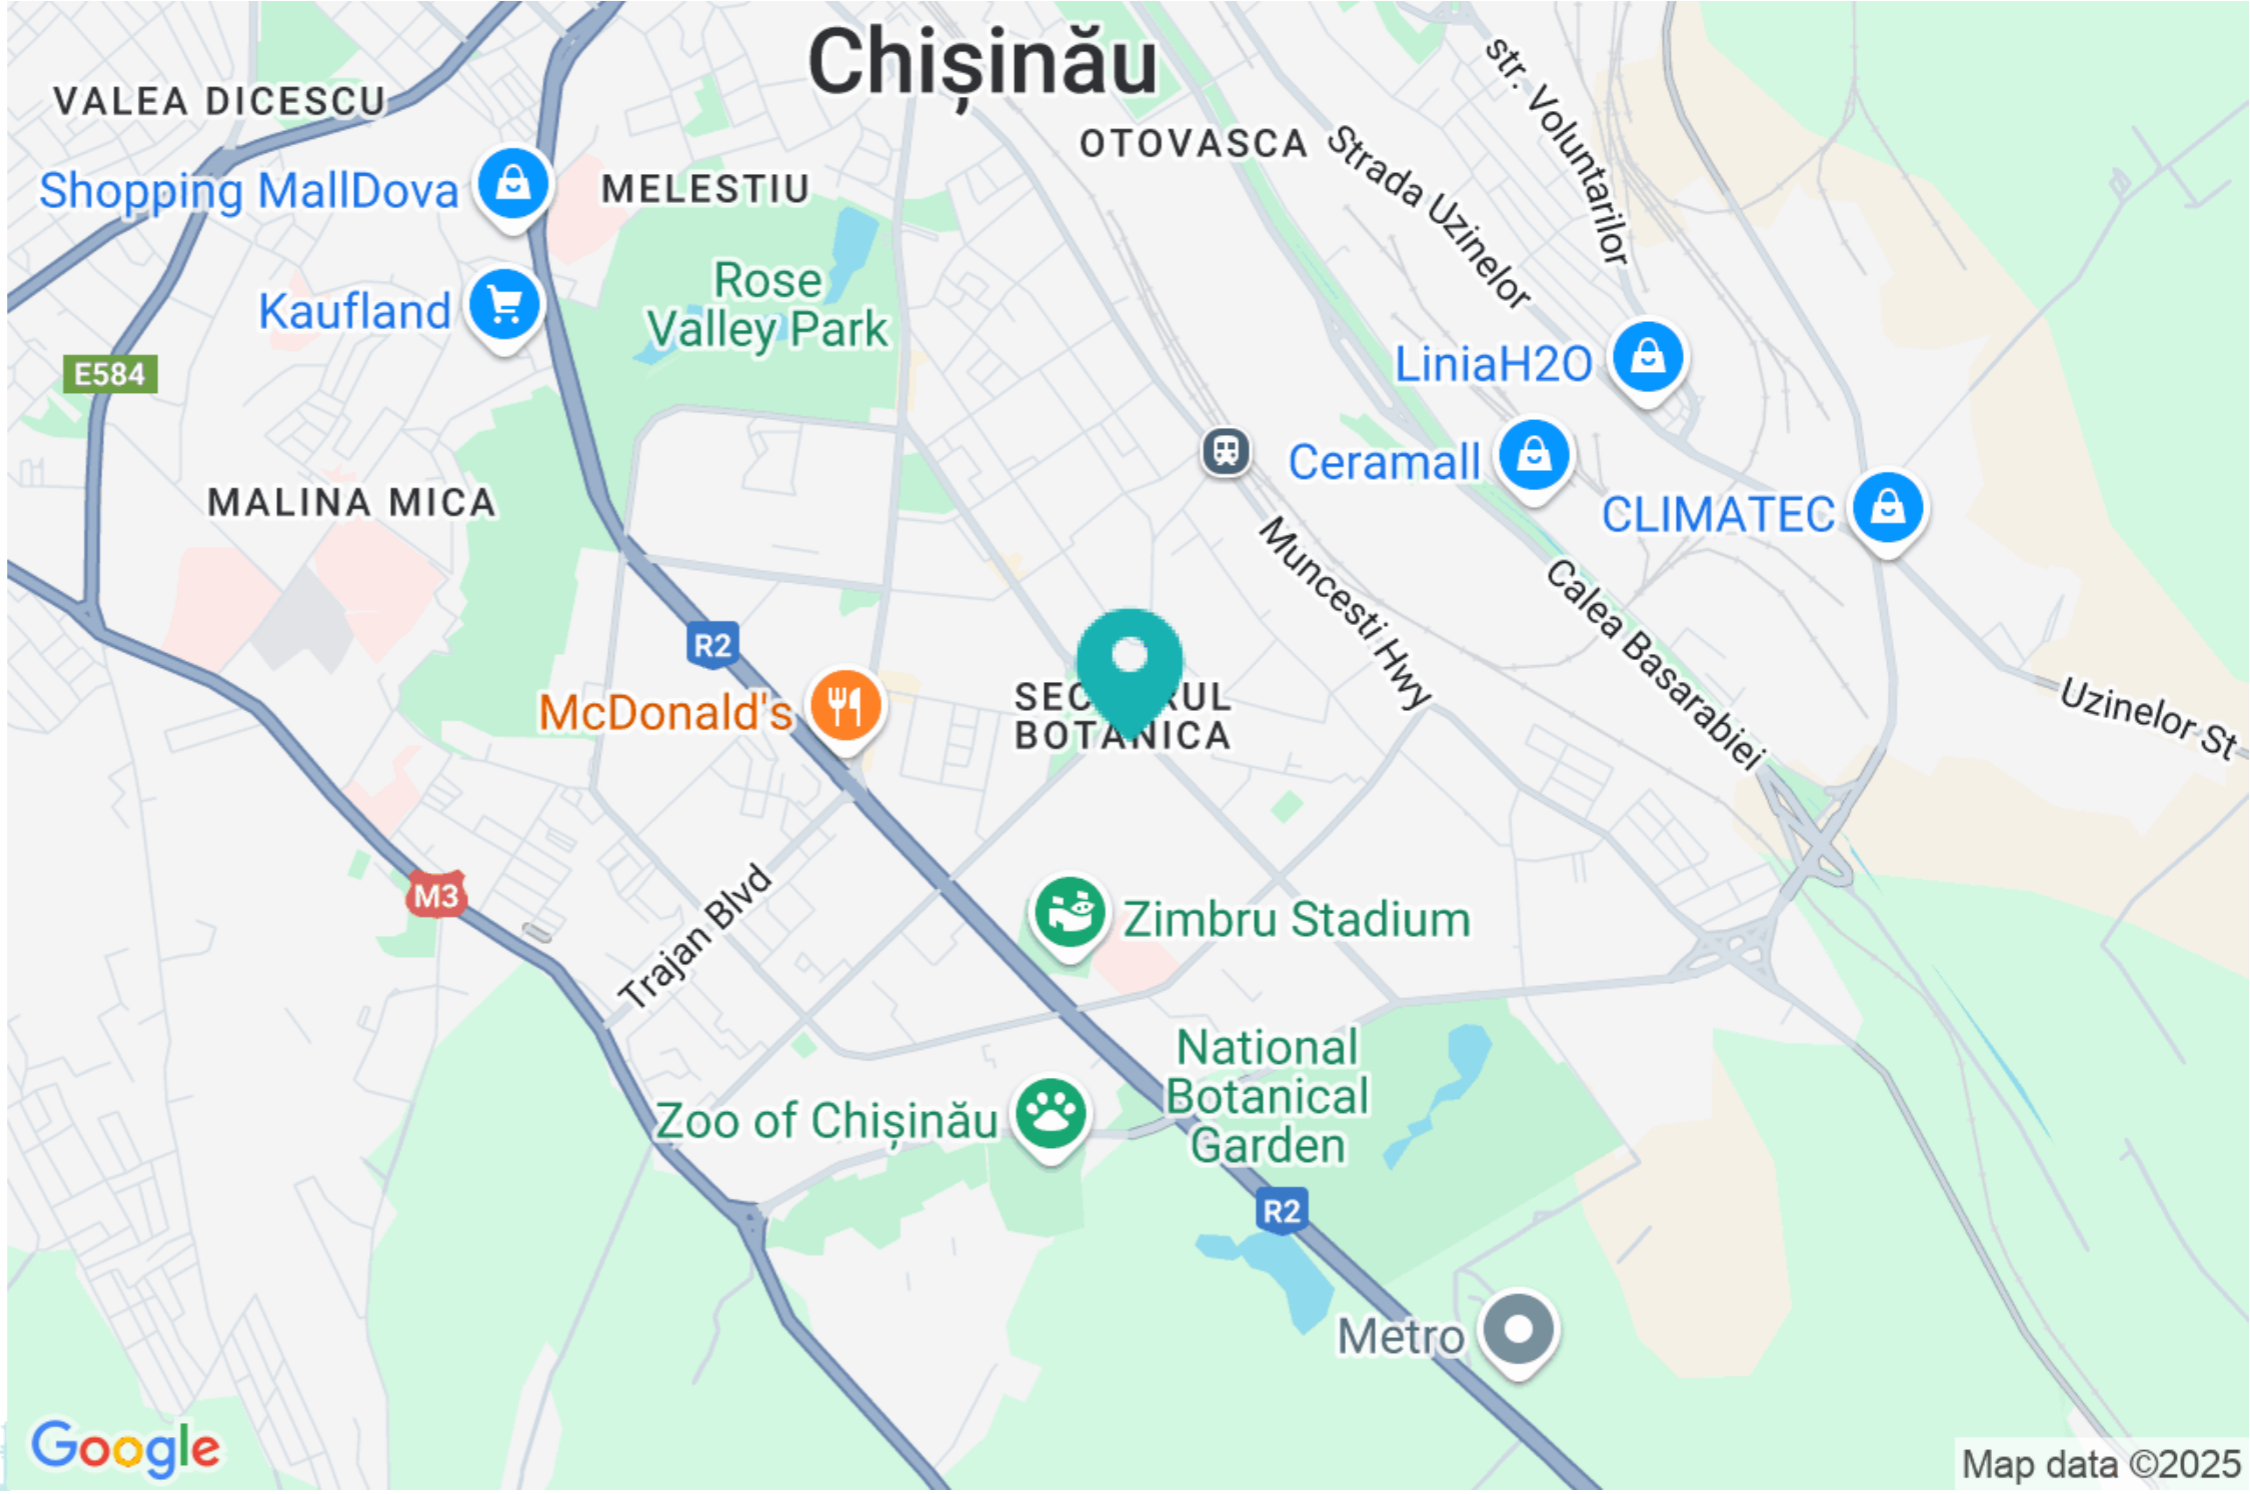 Chișinău
VALEA DICESCU
OTOVASCA
str. Voluntarilor
Strada Uzinelor
Shopping MallDova
MELESTIU
Rose
Valley Park
Kaufland
E584
LiniaH2O
Ceramall
CLIMATEC
MALINA MICA
Muncesti Hwy
Calea Basarabiei
R2
McDonald's
BOTANICA
Uzinelor St
M3
Trajan Blvd
Zimbru Stadium
National
Botanical
Garden
Zoo of Chișinău
R2
Metro
Google
Map data ©2025